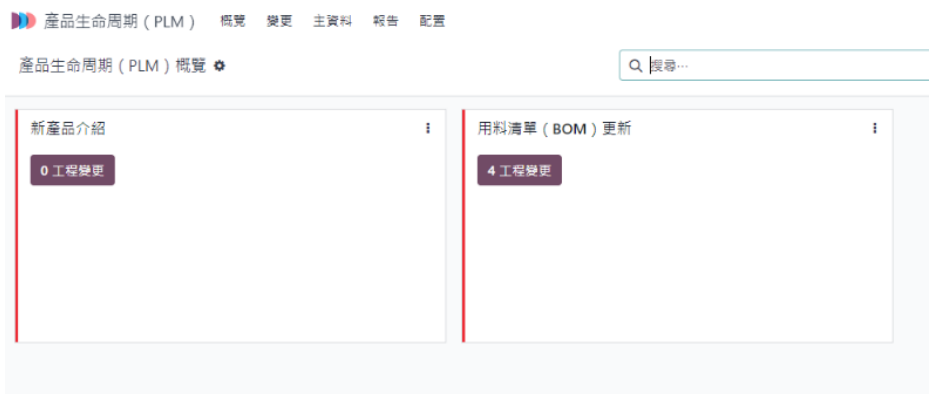 產品生命周期（PLM） 概覽 變更 主資料 報告 配置
產品生命周期（PLM）概覽
搜尋…
新產品介紹
0 工程變更
用料清單（BOM）更新
4 工程變更